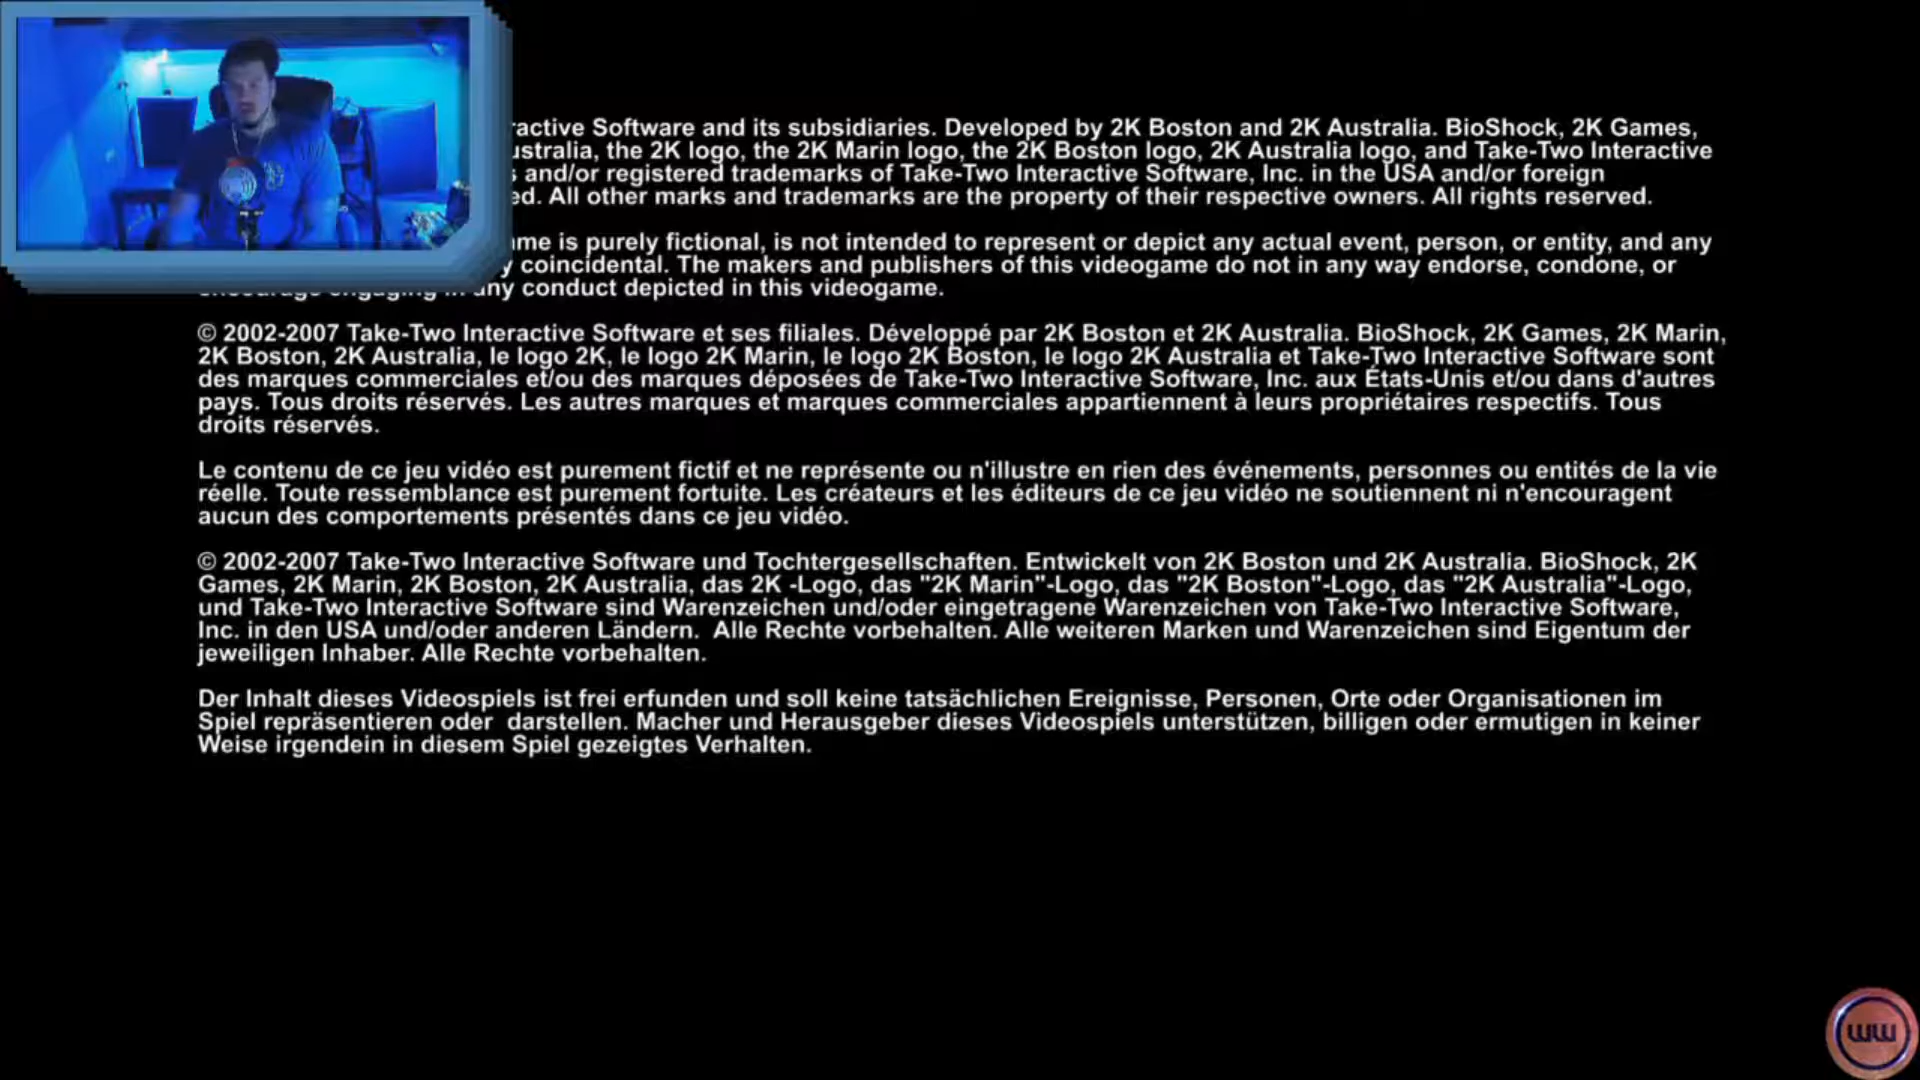 ractive Software and its subsidiaries. Developed by 2K Boston and 2K Australia. BioShock, 2K Games,
ustralia, the 2K logo, the 2K Marin logo, the 2K Boston logo, 2K Australia logo, and Take-Two Interactive
and/or registered trademarks of Take-Two Interactive Software, Inc. in the USA and/or foreign
ed. All other marks and trademarks are the property of their respective owners. All rights reserved.
me is purely fictional, is not intended to represent or depict any actual event, person, or entity, and any
y coincidental. The makers and publishers of this videogame do not in any way endorse, condone, or
encourage engaging in any conduct depicted in this videogame.
© 2002-2007 Take-Two Interactive Software et ses filiales. Développé par 2K Boston et 2K Australia. BioShock, 2K Games, 2K Marin,
2K Boston, 2K Australia, le logo 2K, le logo 2K Marin, le logo 2K Boston, le logo 2K Australia et Take-Two Interactive Software sont
des marques commerciales et/ou des marques déposées de Take-Two Interactive Software, Inc. aux États-Unis et/ou dans d'autres
pays. Tous droits réservés. Les autres marques et marques commerciales appartiennent à leurs propriétaires respectifs. Tous
droits réservés.
Le contenu de ce jeu vidéo est purement fictif et ne représente ou n'illustre en rien des événements, personnes ou entités de la vie
réelle. Toute ressemblance est purement fortuite. Les créateurs et les éditeurs de ce jeu vidéo ne soutiennent ni n'encouragent
aucun des comportements présentés dans ce jeu vidéo.
© 2002-2007 Take-Two Interactive Software und Tochtergesellschaften. Entwickelt von 2K Boston und 2K Australia. BioShock, 2K
Games, 2K Marin, 2K Boston, 2K Australia, das 2K -Logo, das "2K Marin"-Logo, das "2K Boston"-Logo, das "2K Australia"-Logo,
und Take-Two Interactive Software sind Warenzeichen und/oder eingetragene Warenzeichen von Take-Two Interactive Software,
Inc. in den USA und/oder anderen Ländern.  Alle Rechte vorbehalten. Alle weiteren Marken und Warenzeichen sind Eigentum der
jeweiligen Inhaber. Alle Rechte vorbehalten.
Der Inhalt dieses Videospiels ist frei erfunden und soll keine tatsächlichen Ereignisse, Personen, Orte oder Organisationen im
Spiel repräsentieren oder  darstellen. Macher und Herausgeber dieses Videospiels unterstützen, billigen oder ermutigen in keiner
Weise irgendein in diesem Spiel gezeigtes Verhalten.
WW